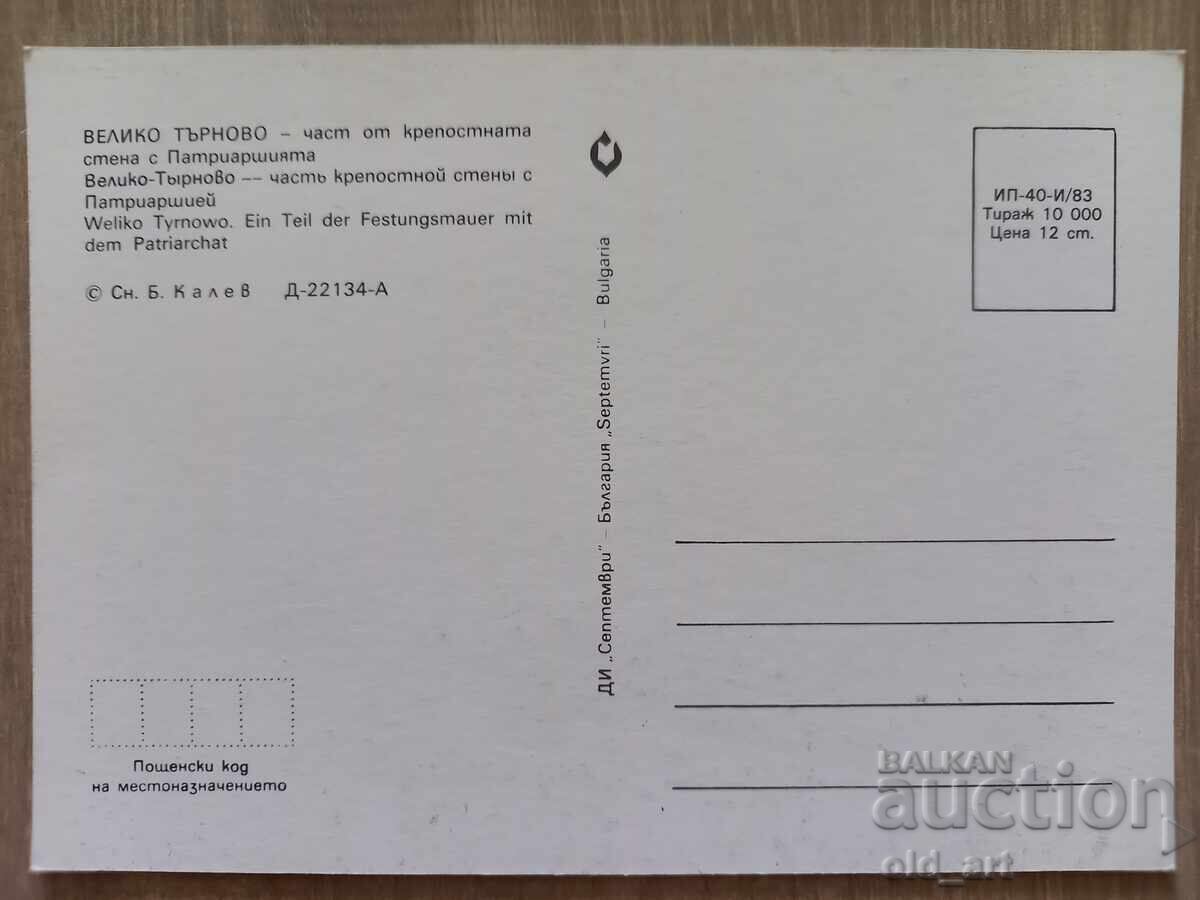 ВЕЛИКО ТЪРНОВО – част от крепостната
стена с Патриаршията
Велико-Тырново –– часть крепостной стены с
Патриаршией
Weliko Tyrnowo. Ein Teil der Festungsmauer mit
dem Patriarchat
© Сн. Б. Калев Д-22134-А
Пощенски код
на местоназначението
ДИ „Септември" – България „Septemvri" – Bulgaria
ИП-40-И/83
Тираж 10 000
Цена 12 ст.
BALKAN
auction
old_art